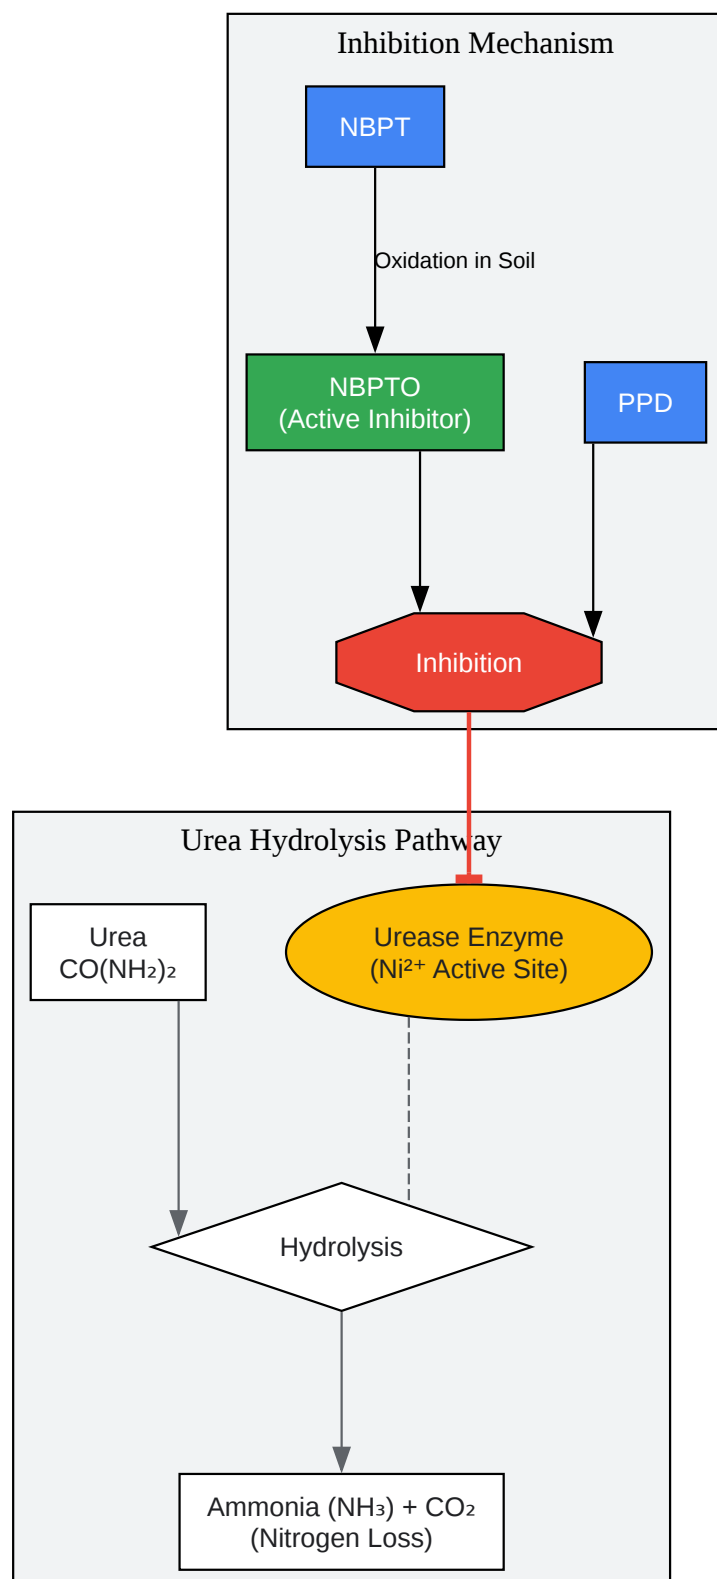 Inhibition Mechanism
NBPT
Oxidation in Soil
NBPTO
(Active Inhibitor)
PPD
Inhibition
Urea Hydrolysis Pathway
Urea
CO(NH₂)₂
Urease Enzyme
(Ni²⁺ Active Site)
Hydrolysis
Ammonia (NH₃) + CO₂
(Nitrogen Loss)